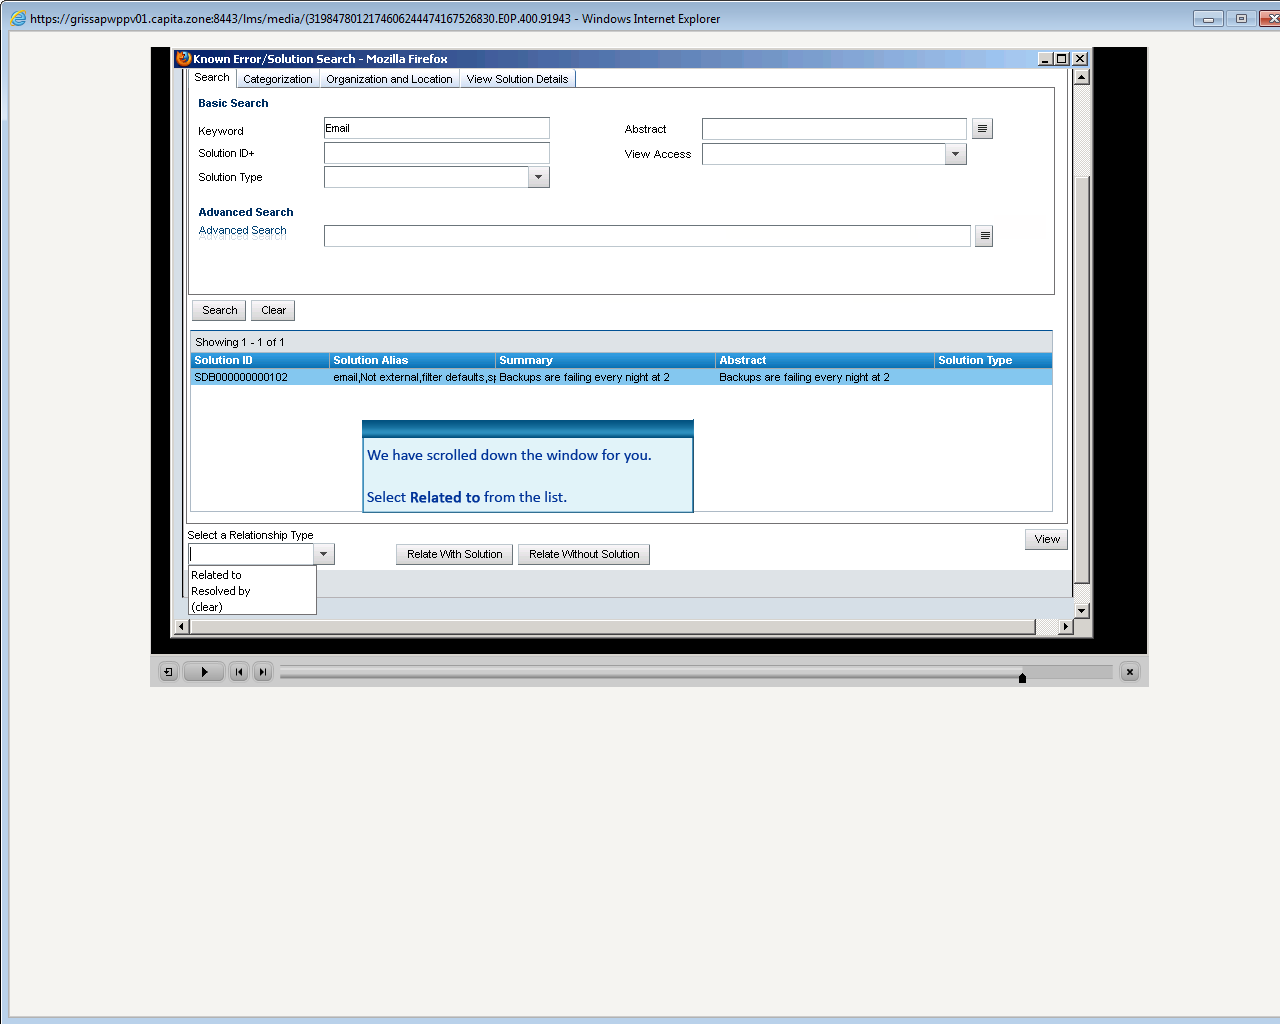 https://grissapwppv01.capita.zone:8443/lms/media/(3198478012174606244474167526830.E0P.400.91943 - Windows Internet Explorer
Known Error/Solution Search - Mozilla Firefox
Search Categorization Organization and Location View Solution Details
Basic Search
Keyword Email Abstract
Solution ID+ View Access
Solution Type
Advanced Search
Advanced Search
Search Clear
Showing 1 - 1 of 1
Solution ID Solution Alias Summary Abstract Solution Type
SDB000000000102 email,Not external,filter defaults,sp Backups are failing every night at 2 Backups are failing every night at 2
We have scrolled down the window for you.
Select Related to from the list.
Select a Relationship Type View
Relate With Solution Relate Without Solution
Related to
Resolved by
(clear)